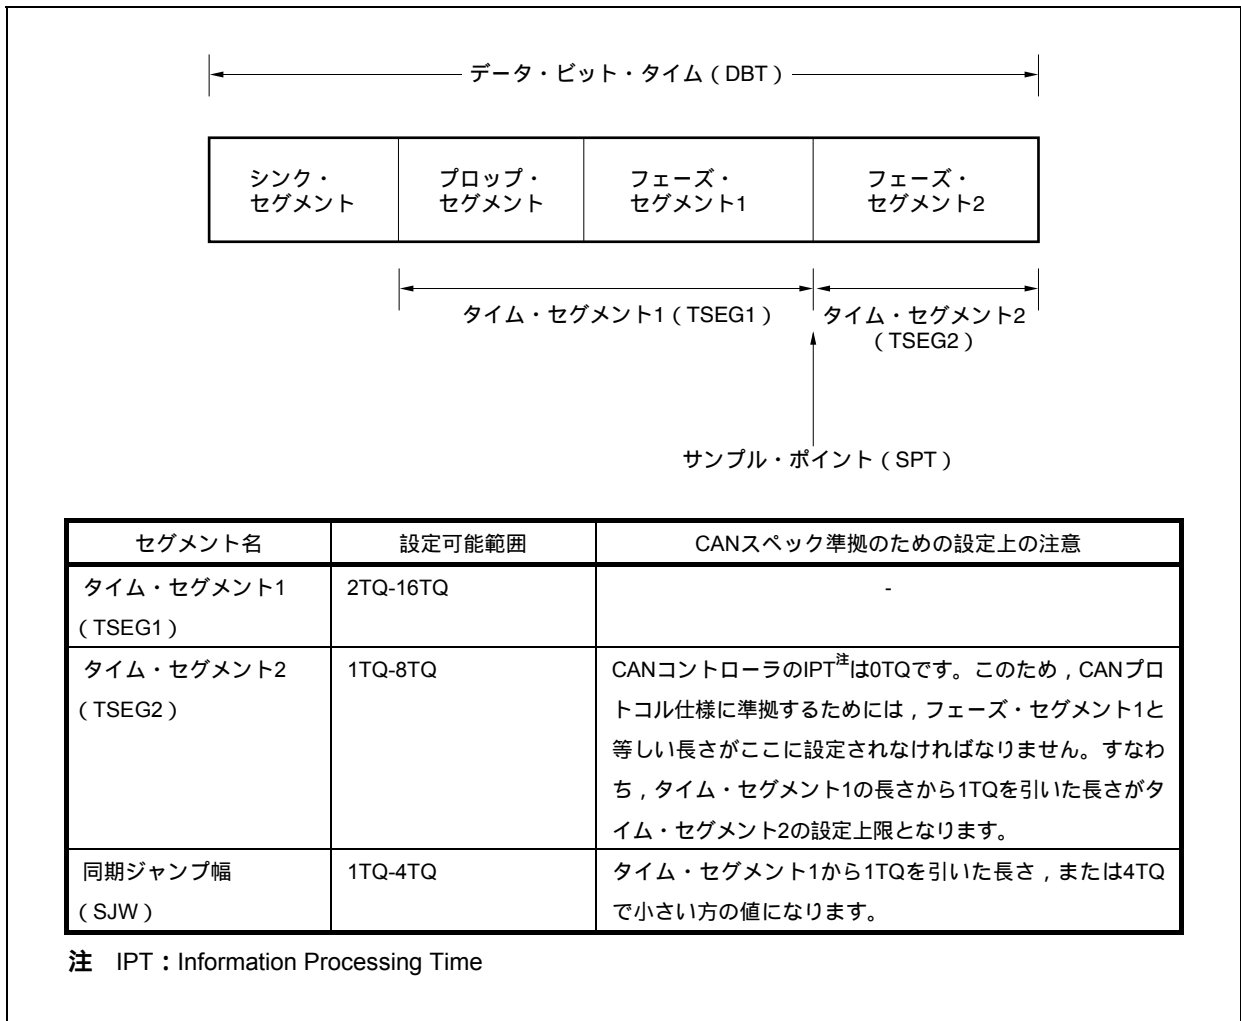 データ・ビット・タイム（DBT）
シンク・
セグメント
プロップ・
セグメント
フェーズ・
セグメント1
フェーズ・
セグメント2
タイム・セグメント1（TSEG1）
タイム・セグメント2
（TSEG2）
サンプル・ポイント（SPT）
セグメント名 設定可能範囲 CANスペック準拠のための設定上の注意
タイム・セグメント1
（TSEG1）
2TQ-16TQ
-
タイム・セグメント2
（TSEG2）
1TQ-8TQ
CANコントローラのIPT注は0TQです。このため，CANプロ
トコル仕様に準拠するためには，フェーズ・セグメント1と
等しい長さがここに設定されなければなりません。すなわ
ち，タイム・セグメント1の長さから1TQを引いた長さがタ
イム・セグメント2の設定上限となります。
同期ジャンプ幅
（SJW）
1TQ-4TQ
タイム・セグメント1から1TQを引いた長さ，または4TQ
で小さい方の値になります。
注 IPT：Information Processing Time